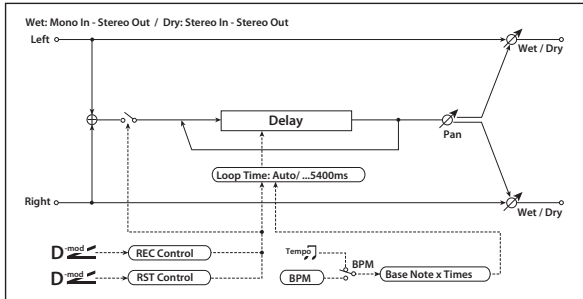 Wet: Mono In - Stereo Out / Dry: Stereo In - Stereo Out
Left
Wet / Dry
Delay
Pan
Loop Time: Auto/ ...5400ms
Right
Wet / Dry
D-mod
REC Control
Tempo
BPM
D-mod
RST Control
BPM
Base Note x Times